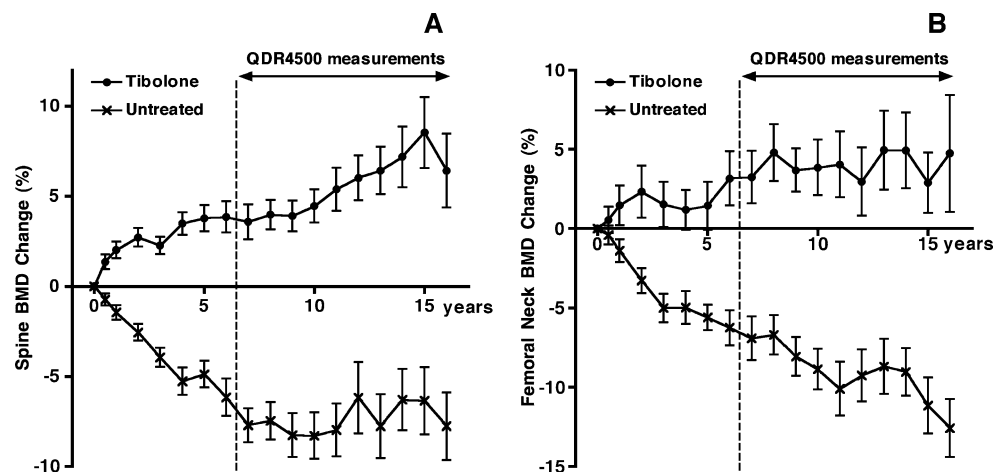 A
QDR4500 measurements
Tibolone
Untreated
Spine BMD Change (%)
10
5
0
-5
-10
0 5 10 15 years
B
QDR4500 measurements
Tibolone
Untreated
Femoral Neck BMD Change (%)
10
5
0
-5
-10
-15
0 5 10 15 years